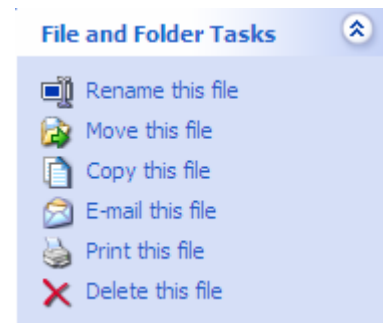 File and Folder Tasks
Rename this file
Move this file
Copy this file
E-mail this file
Print this file
Delete this file